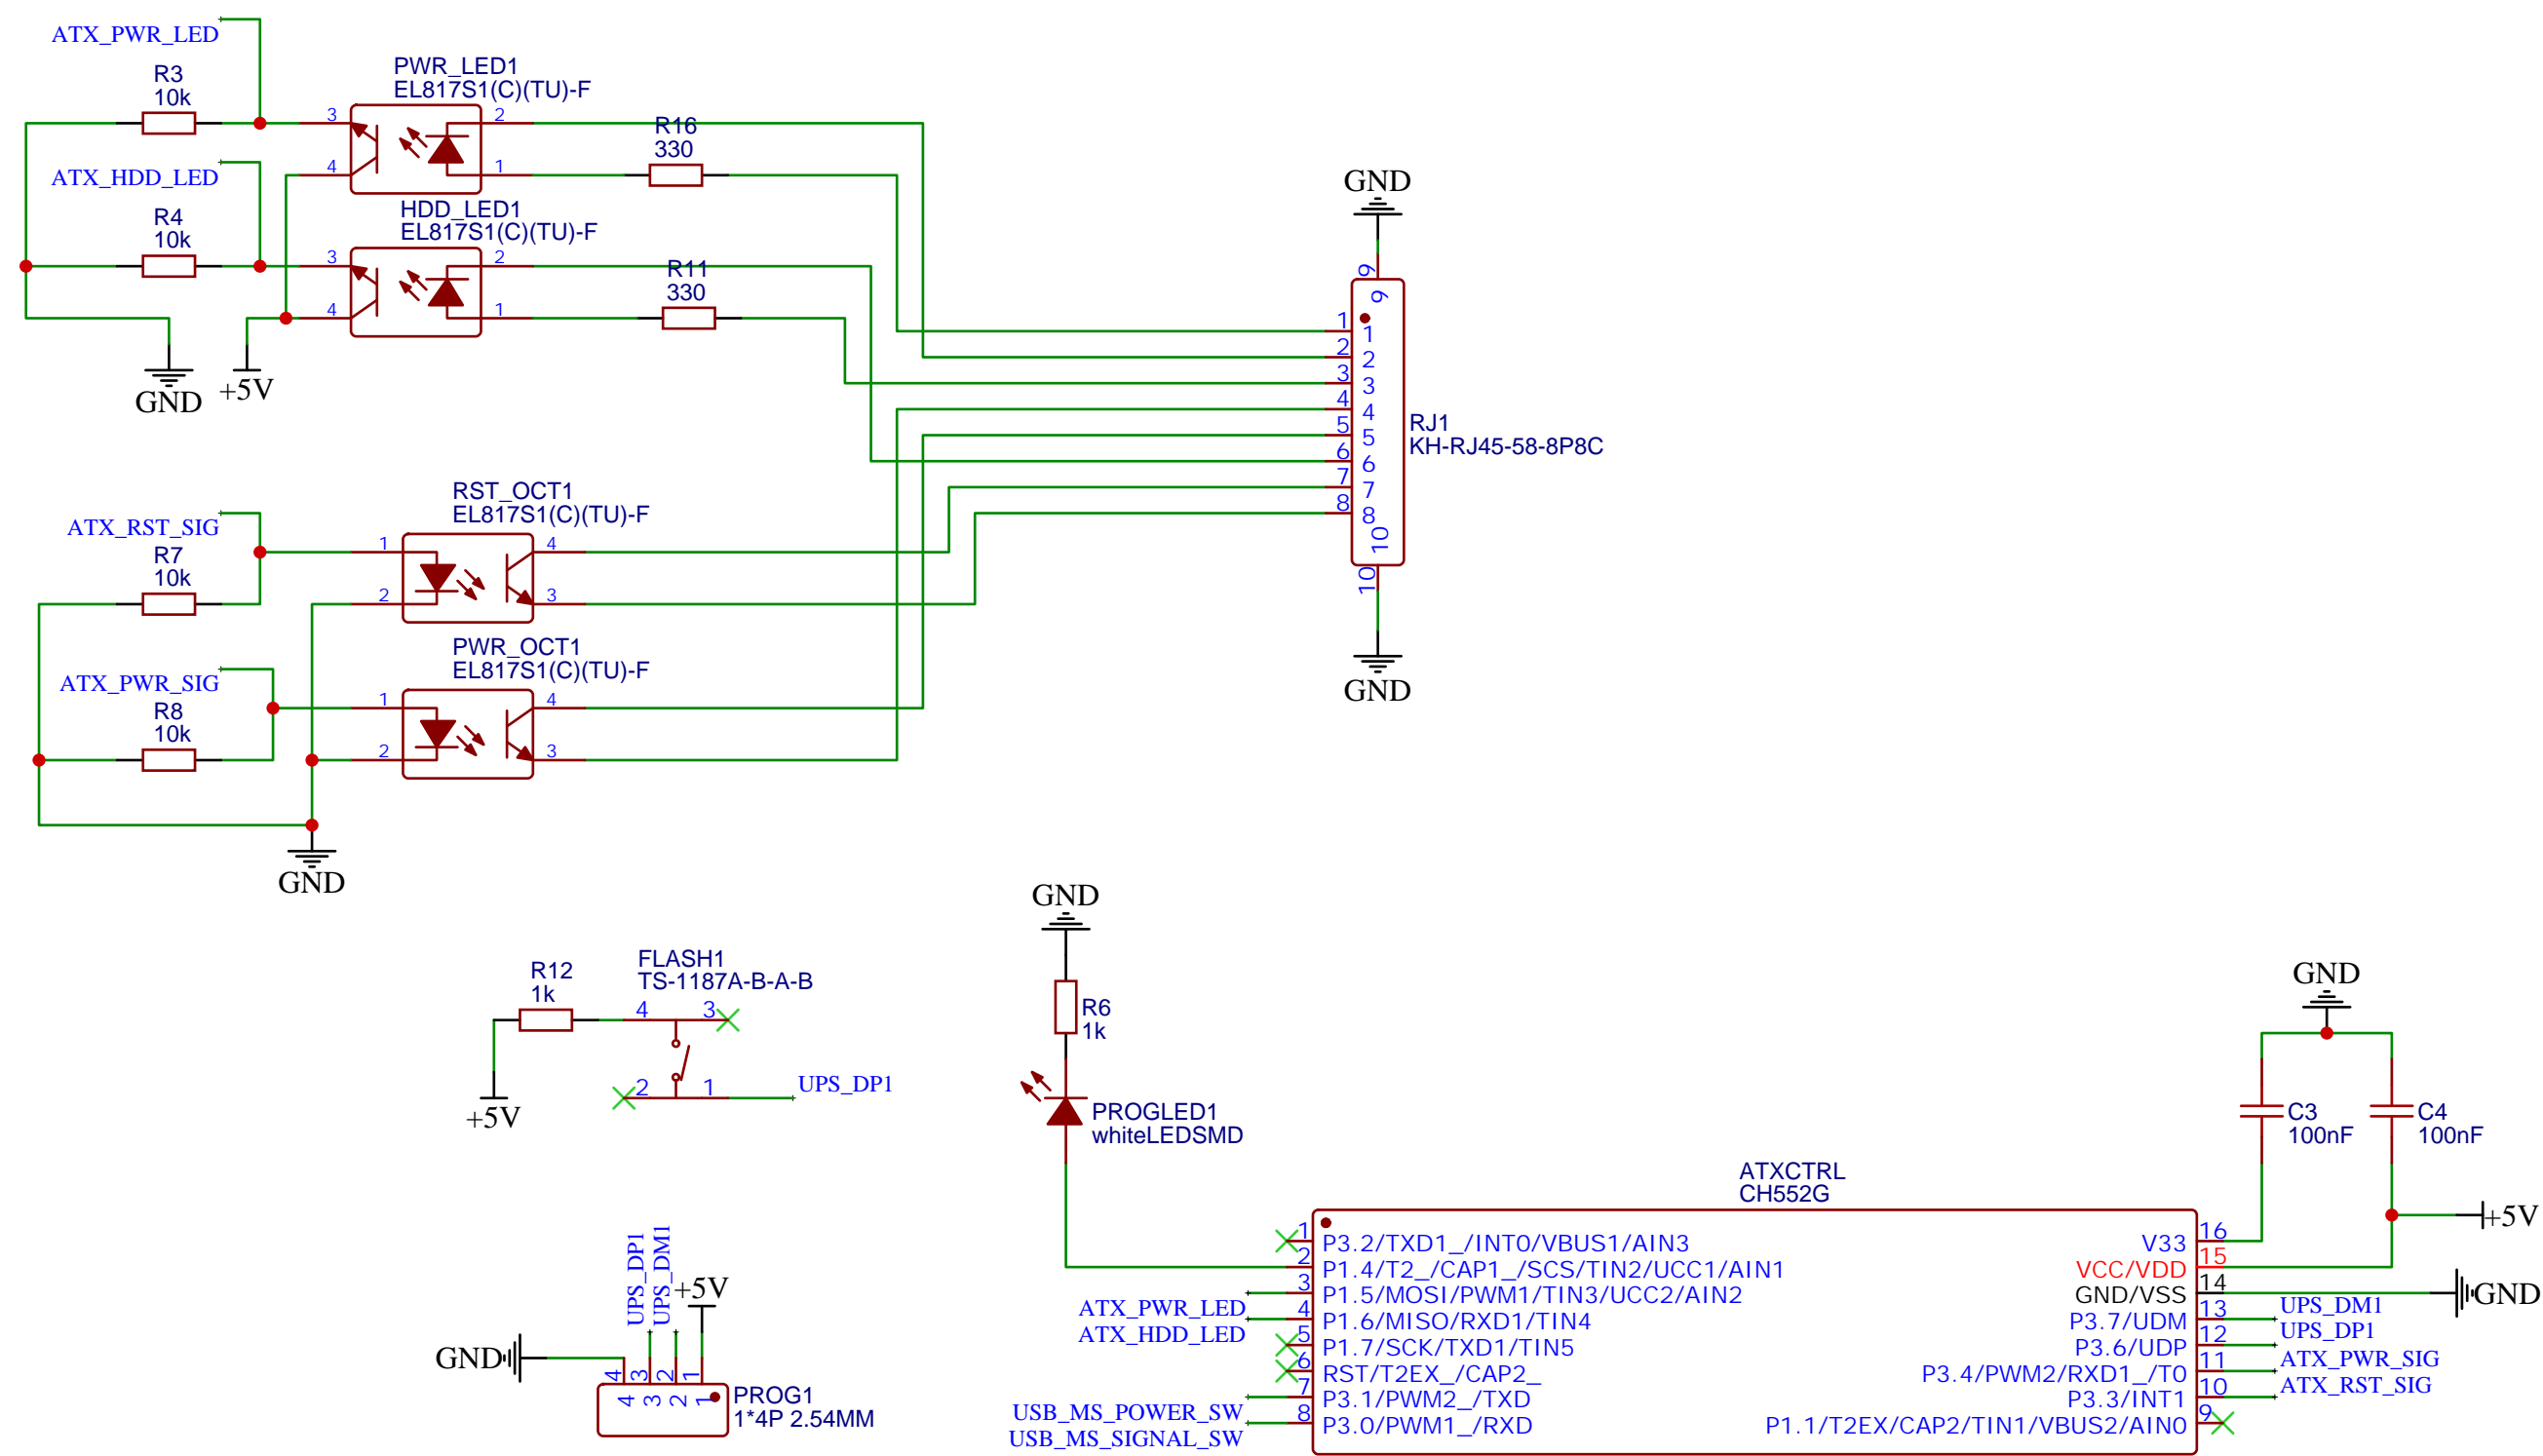 ATX_PWR_LED
R3
10k
PWR_LED1
EL817S1(C)(TU)-F
3
4
2
1
R16
330
ATX_HDD_LED
R4
10k
HDD_LED1
EL817S1(C)(TU)-F
3
4
2
1
R11
330
GND
+5V
GND
9
9
1
1
2
2
3
3
4
4
5
5
6
6
7
7
8
8
10
10
RJ1
KH-RJ45-58-8P8C
GND
ATX_RST_SIG
R7
10k
RST_OCT1
EL817S1(C)(TU)-F
1
2
4
3
ATX_PWR_SIG
R8
10k
PWR_OCT1
EL817S1(C)(TU)-F
1
2
4
3
GND
R12
1k
FLASH1
TS-1187A-B-A-B
4
3
2
1
UPS_DP1
+5V
UPS_DP1
UPS_DM1
+5V
GND
4
3
2
1
4
3
2
1
PROG1
1*4P 2.54MM
GND
R6
1k
PROGLED1
whiteLEDSMD
GND
C3
100nF
C4
100nF
+5V
ATXCTRL
CH552G
1
P3.2/TXD1_/INT0/VBUS1/AIN3
2
P1.4/T2_/CAP1_/SCS/TIN2/UCC1/AIN1
3
P1.5/MOSI/PWM1/TIN3/UCC2/AIN2
ATX_PWR_LED
4
P1.6/MISO/RXD1/TIN4
ATX_HDD_LED
5
P1.7/SCK/TXD1/TIN5
6
RST/T2EX_/CAP2_
7
P3.1/PWM2_/TXD
USB_MS_POWER_SW
8
P3.0/PWM1_/RXD
USB_MS_SIGNAL_SW
V33
16
VCC/VDD
15
GND/VSS
14
GND
P3.7/UDM
13
UPS_DM1
P3.6/UDP
12
UPS_DP1
P3.4/PWM2/RXD1_/T0
11
ATX_PWR_SIG
P3.3/INT1
10
ATX_RST_SIG
P1.1/T2EX/CAP2/TIN1/VBUS2/AIN0
9